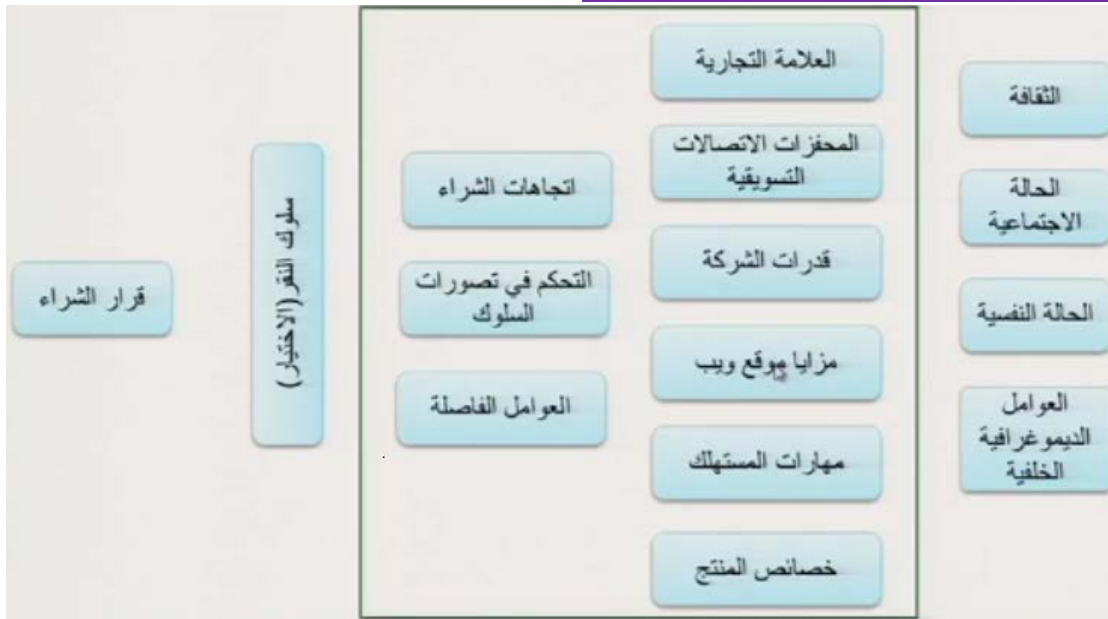 الثقافة
الحالة
الاجتماعية
الحالة النفسية
العوامل
الديموغرافية
الخلفية
العلامة التجارية
المحفزات الاتصالات
التسويقية
قدرات الشركة
مزايا موقع ويب
مهارات المستهلك
خصائص المنتج
اتجاهات الشراء
التحكم في تصورات
السلوك
العوامل الفاصلة
سلوك النقر (الاختيار)
قرار الشراء